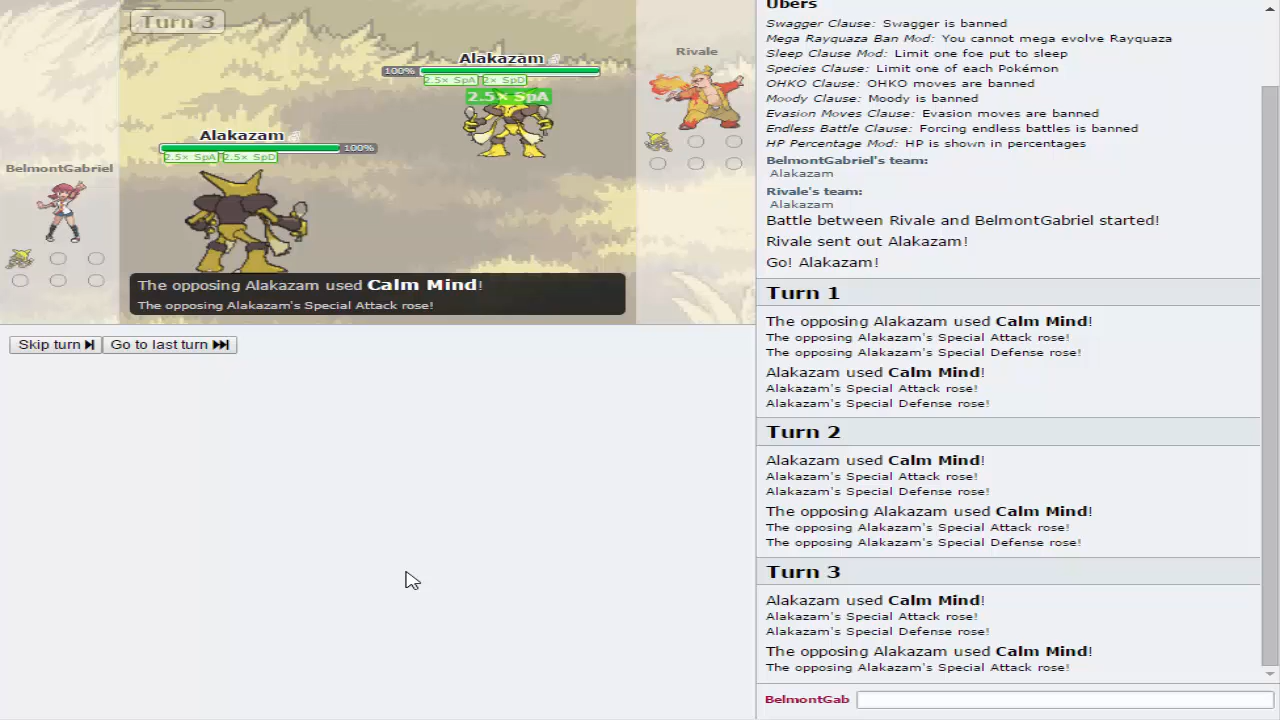 Turn 3
Alakazam
100%
2.5× SpA 2× SpD
2.5× SpA
Rivale
Alakazam
100%
2.5× SpA 2.5× SpD
BelmontGabriel
The opposing Alakazam used Calm Mind!
The opposing Alakazam's Special Attack rose!
Skip turn Go to last turn
Ubers
Swagger Clause: Swagger is banned
Mega Rayquaza Ban Mod: You cannot mega evolve Rayquaza
Sleep Clause Mod: Limit one foe put to sleep
Species Clause: Limit one of each Pokémon
OHKO Clause: OHKO moves are banned
Moody Clause: Moody is banned
Evasion Moves Clause: Evasion moves are banned
Endless Battle Clause: Forcing endless battles is banned
HP Percentage Mod: HP is shown in percentages
BelmontGabriel's team:
Alakazam
Rivale's team:
Alakazam
Battle between Rivale and BelmontGabriel started!
Rivale sent out Alakazam!
Go! Alakazam!
Turn 1
The opposing Alakazam used Calm Mind!
The opposing Alakazam's Special Attack rose!
The opposing Alakazam's Special Defense rose!
Alakazam used Calm Mind!
Alakazam's Special Attack rose!
Alakazam's Special Defense rose!
Turn 2
Alakazam used Calm Mind!
Alakazam's Special Attack rose!
Alakazam's Special Defense rose!
The opposing Alakazam used Calm Mind!
The opposing Alakazam's Special Attack rose!
The opposing Alakazam's Special Defense rose!
Turn 3
Alakazam used Calm Mind!
Alakazam's Special Attack rose!
Alakazam's Special Defense rose!
The opposing Alakazam used Calm Mind!
The opposing Alakazam's Special Attack rose!
BelmontGab